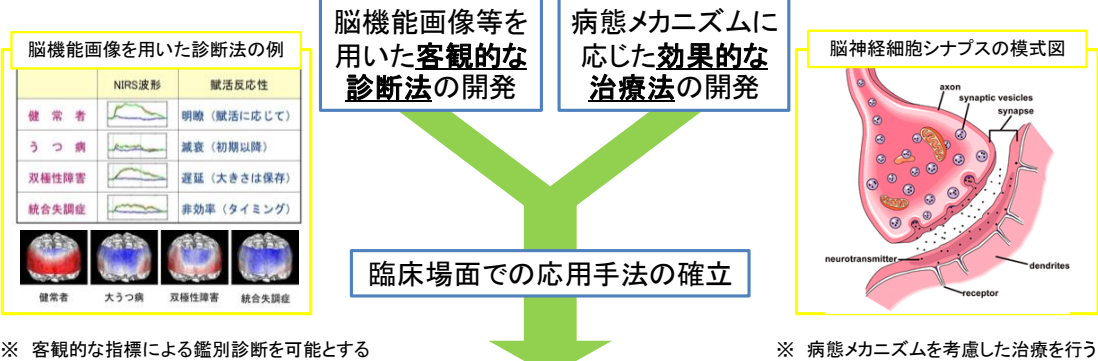 脳機能画像等を
用いた客観的な
診断法の開発
病態メカニズムに
応じた効果的な
治療法の開発
脳機能画像を用いた診断法の例
NIRS波形 賦活反応性
健常者 明瞭（賦活に応じて）
うつ病 減衰（初期以降）
双極性障害 遅延（大きさは保存）
統合失調症 非効率（タイミング）
健常者 大うつ病 双極性障害 統合失調症
※ 客観的な指標による鑑別診断を可能とする
臨床場面での応用手法の確立
脳神経細胞シナプスの模式図
axon
synaptic vesicles
synapse
neurotransmitter
dendrites
receptor
※ 病態メカニズムを考慮した治療を行う